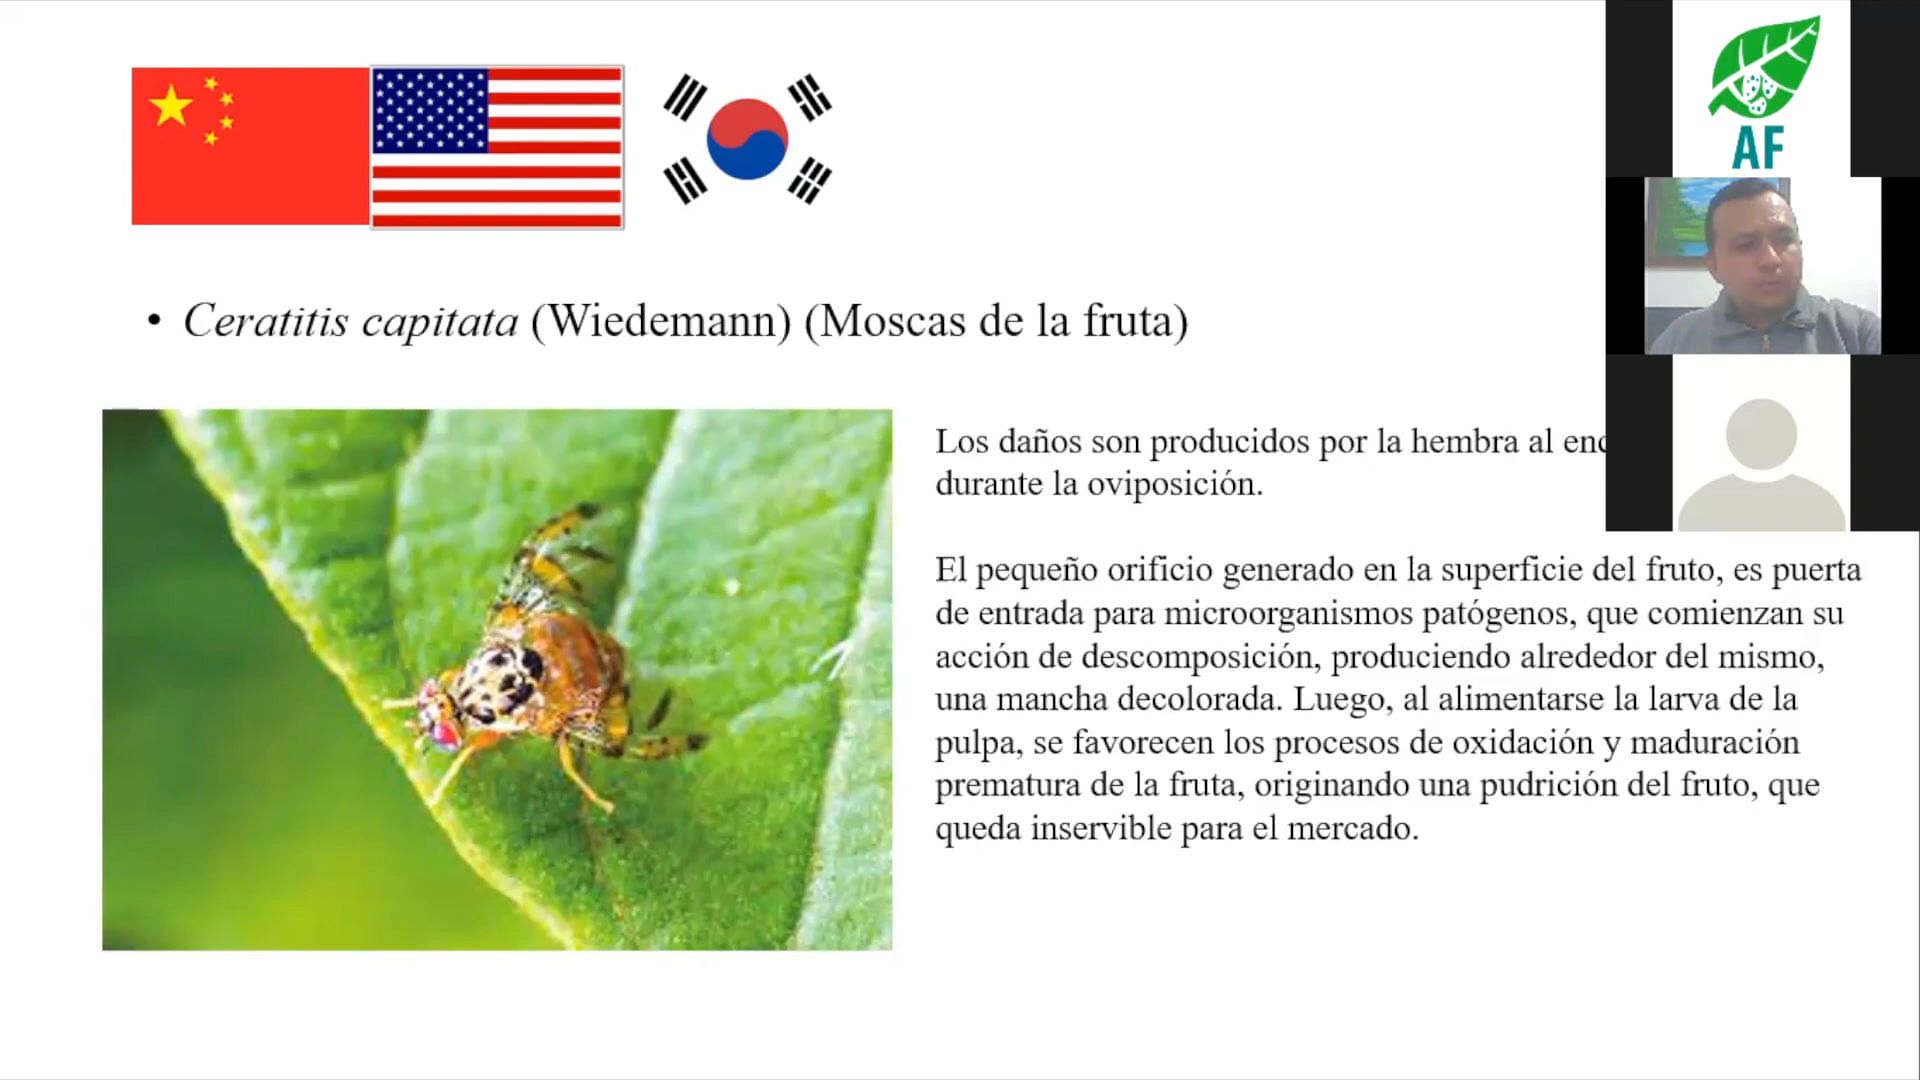 AF
• Ceratitis capitata (Wiedemann) (Moscas de la fruta)
Los daños son producidos por la hembra al
durante la oviposición.
El pequeño orificio generado en la superficie del fruto, es puerta
de entrada para microorganismos patógenos, que comienzan su
acción de descomposición, produciendo alrededor del mismo,
una mancha decolorada. Luego, al alimentarse la larva de la
pulpa, se favorecen los procesos de oxidación y maduración
prematura de la fruta, originando una pudrición del fruto, que
queda inservible para el mercado.